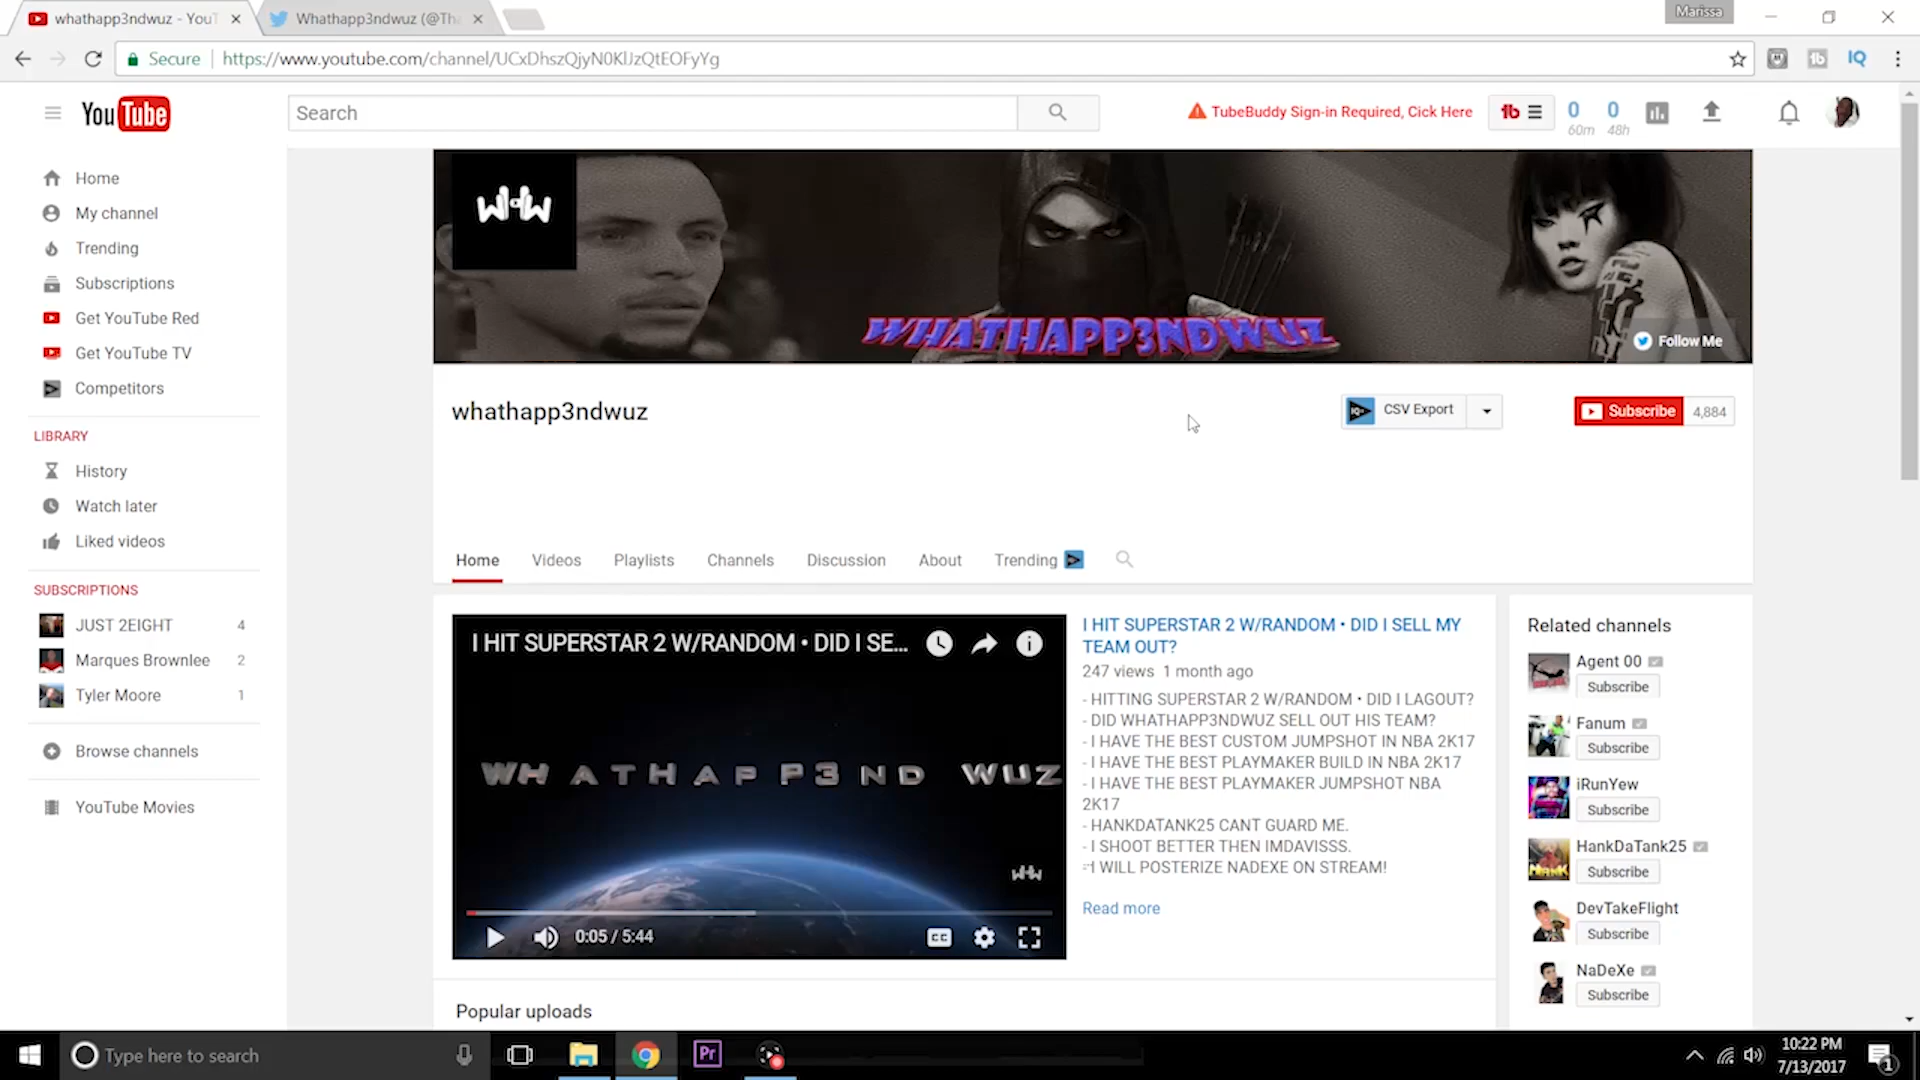 whathapp3ndwuz - YouT
Whathapp3ndwuz (@Tha
Marissa
Secure
https://www.youtube.com/channel/UCxDhszQjyN0KlJzQtEOFyYg
IQ
YouTube
Search
TubeBuddy Sign-in Required, Cick Here
0 60m
0 48h
Home
My channel
Trending
Subscriptions
Get YouTube Red
Get YouTube TV
Competitors
LIBRARY
History
Watch later
Liked videos
SUBSCRIPTIONS
JUST 2EIGHT 4
Marques Brownlee 2
Tyler Moore 1
Browse channels
YouTube Movies
WHATHAPP3NDWUZ
Follow Me
whathapp3ndwuz
CSV Export
Subscribe 4,884
Home Videos Playlists Channels Discussion About Trending
I HIT SUPERSTAR 2 W/RANDOM • DID I SE...
WHATHAPP3ND WUZ
0:05 / 5:44
CC
I HIT SUPERSTAR 2 W/RANDOM • DID I SELL MY
TEAM OUT?
247 views 1 month ago
- HITTING SUPERSTAR 2 W/RANDOM • DID I LAGOUT?
- DID WHATHAPP3NDWUZ SELL OUT HIS TEAM?
- I HAVE THE BEST CUSTOM JUMPSHOT IN NBA 2K17
- I HAVE THE BEST PLAYMAKER BUILD IN NBA 2K17
- I HAVE THE BEST PLAYMAKER JUMPSHOT NBA
2K17
- HANKDATANK25 CANT GUARD ME.
- I SHOOT BETTER THEN IMDAVISSS.
- I WILL POSTERIZE NADEXE ON STREAM!
Read more
Popular uploads
Related channels
Agent 00
Subscribe
Fanum
Subscribe
iRunYew
Subscribe
HankDaTank25
Subscribe
DevTakeFlight
Subscribe
NaDeXe
Subscribe
Type here to search
Pr
10:22 PM
7/13/2017
1